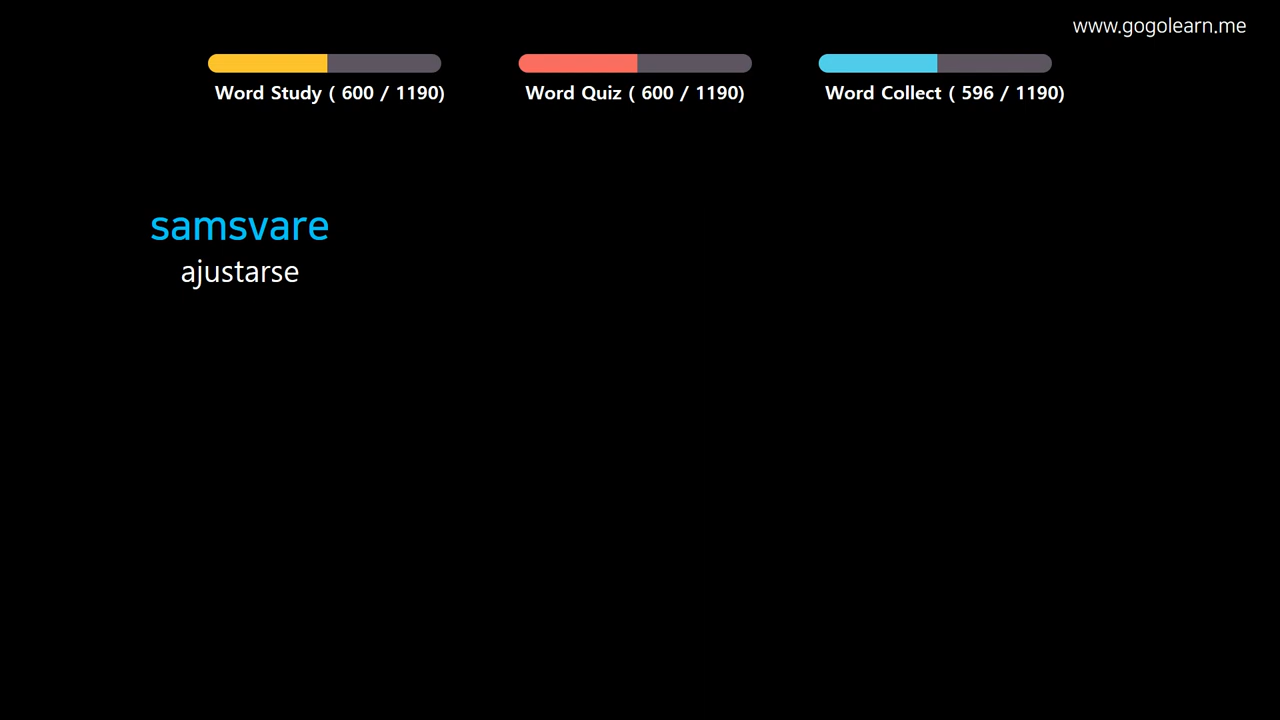 www.gogolearn.me
Word Study ( 600 / 1190)
Word Quiz ( 600 / 1190)
Word Collect ( 596 / 1190)
samsvare
ajustarse